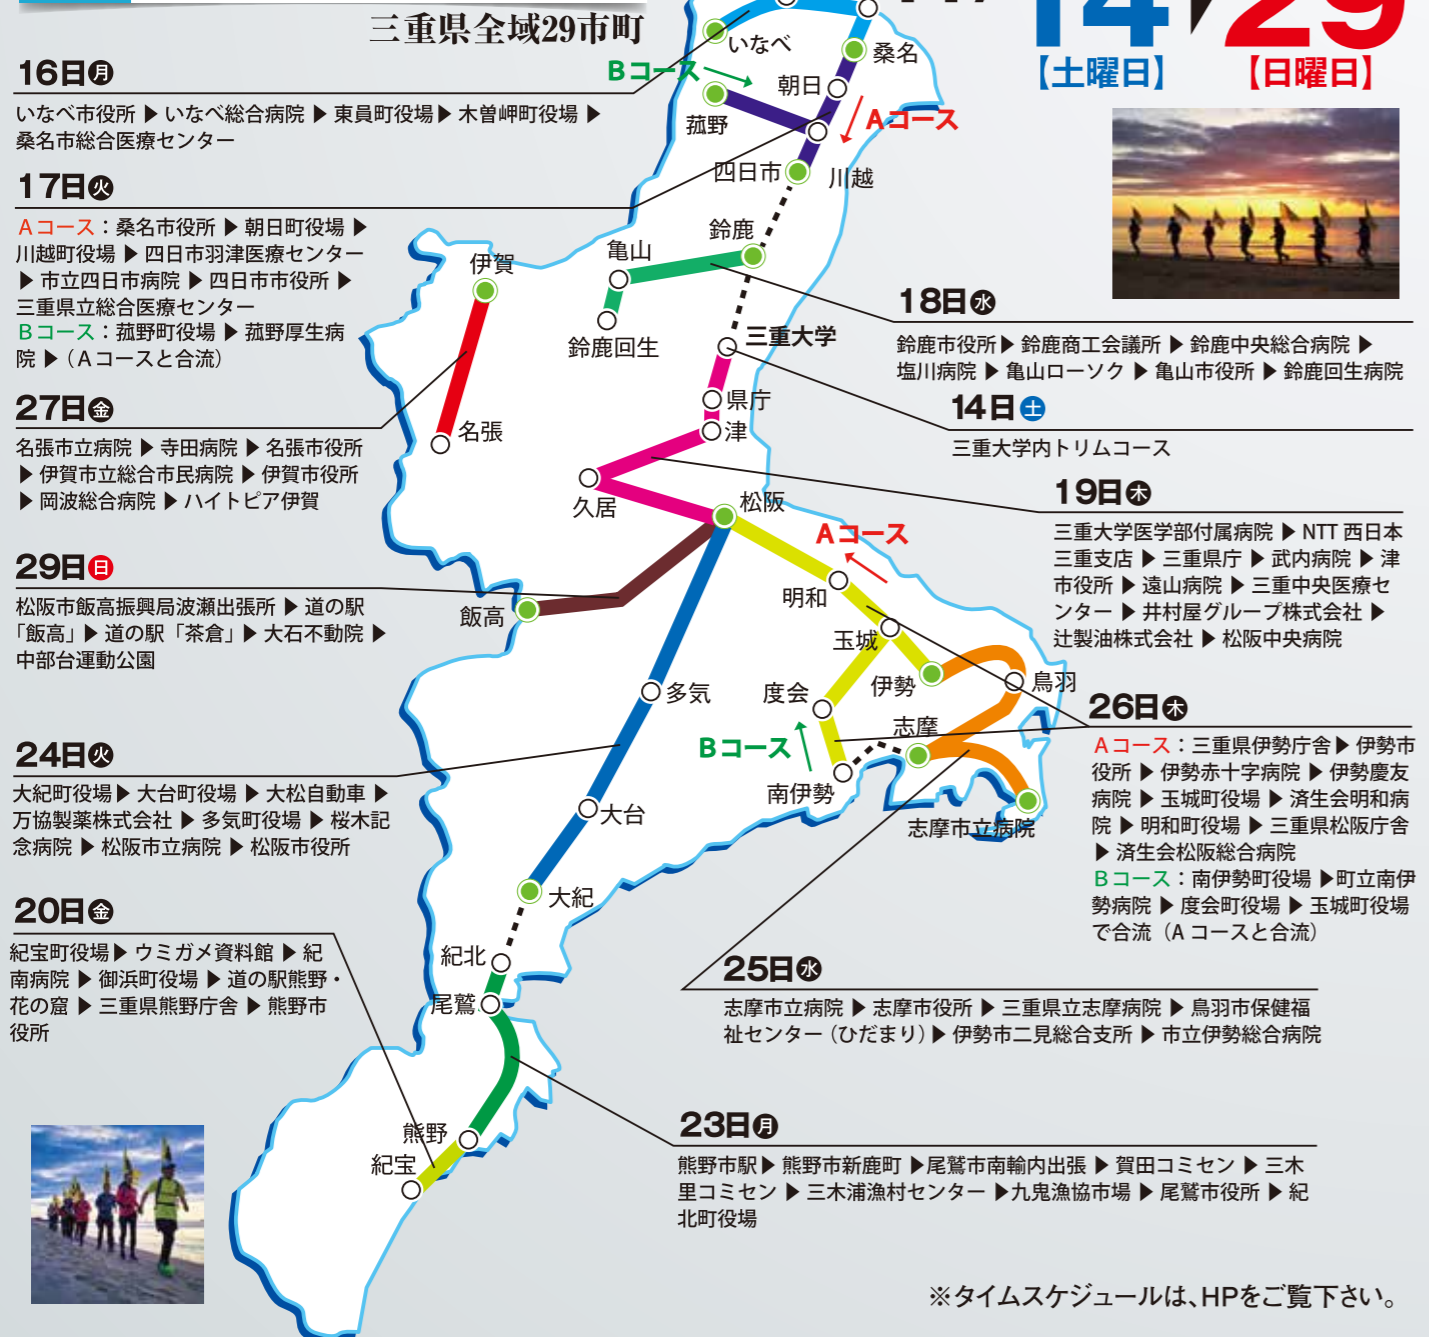 三重県全域29市町
14 29
【土曜日】 【日曜日】
16日月
いなべ市役所 ▶ いなべ総合病院 ▶ 東員町役場▶ 木曽岬町役場 ▶
桑名市総合医療センター
17日火
Aコース：桑名市役所 ▶ 朝日町役場 ▶
川越町役場 ▶ 四日市羽津医療センター
▶ 市立四日市病院 ▶ 四日市市役所 ▶
三重県立総合医療センター
Bコース：菰野町役場 ▶ 菰野厚生病
院 ▶（Aコースと合流）
27日金
名張市立病院 ▶ 寺田病院 ▶ 名張市役所
▶ 伊賀市立総合市民病院 ▶ 伊賀市役所
▶ 岡波総合病院 ▶ ハイトピア伊賀
29日日
松阪市飯高振興局波瀬出張所 ▶ 道の駅
「飯高」▶ 道の駅「茶倉」▶ 大石不動院 ▶
中部台運動公園
24日火
大紀町役場▶ 大台町役場 ▶ 大松自動車 ▶
万協製薬株式会社 ▶ 多気町役場 ▶ 桜木記
念病院 ▶ 松阪市立病院 ▶ 松阪市役所
20日金
紀宝町役場▶ ウミガメ資料館 ▶ 紀
南病院 ▶ 御浜町役場 ▶ 道の駅熊野・
花の窟 ▶ 三重県熊野庁舎 ▶ 熊野市
役所
いなべ
桑名
Bコース
朝日
Aコース
菰野
四日市
川越
鈴鹿
亀山
伊賀
鈴鹿回生
三重大学
県庁
津
名張
久居
松阪
Aコース
明和
飯高
玉城
伊勢
鳥羽
多気
度会
志摩
Bコース
南伊勢
大台
志摩市立病院
大紀
紀北
尾鷲
熊野
紀宝
18日水
鈴鹿市役所▶ 鈴鹿商工会議所 ▶ 鈴鹿中央総合病院 ▶
塩川病院 ▶ 亀山ローソク ▶ 亀山市役所 ▶ 鈴鹿回生病院
14日土
三重大学内トリムコース
19日木
三重大学医学部付属病院 ▶ NTT 西日本
三重支店 ▶ 三重県庁 ▶ 武内病院 ▶ 津
市役所 ▶ 遠山病院 ▶ 三重中央医療セ
ンター ▶ 井村屋グループ株式会社 ▶
辻製油株式会社 ▶ 松阪中央病院
26日木
Aコース：三重県伊勢庁舎▶ 伊勢市
役所 ▶ 伊勢赤十字病院 ▶ 伊勢慶友
病院 ▶ 玉城町役場 ▶ 済生会明和病
院 ▶ 明和町役場 ▶ 三重県松阪庁舎
▶ 済生会松阪総合病院
Bコース：南伊勢町役場 ▶町立南伊
勢病院 ▶ 度会町役場 ▶ 玉城町役場
で合流（A コースと合流）
25日水
志摩市立病院 ▶ 志摩市役所 ▶ 三重県立志摩病院 ▶ 鳥羽市保健福
祉センター（ひだまり）▶ 伊勢市二見総合支所 ▶ 市立伊勢総合病院
23日月
熊野市駅▶ 熊野市新鹿町 ▶尾鷲市南輪内出張 ▶ 賀田コミセン ▶ 三木
里コミセン ▶ 三木浦漁村センター ▶九鬼漁協市場 ▶ 尾鷲市役所 ▶ 紀
北町役場
※タイムスケジュールは、HPをご覧下さい。